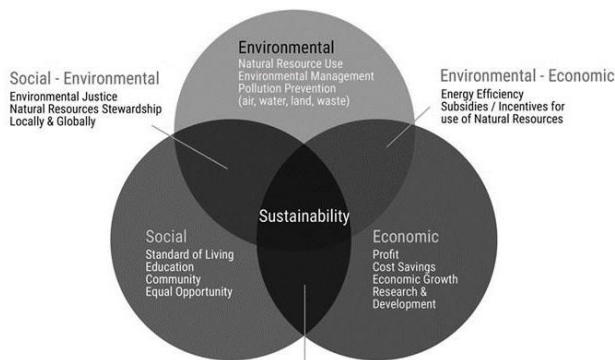 Environmental
Natural Resource Use
Environmental Management
Pollution Prevention
(air, water, land, waste)
Social - Environmental
Environmental Justice
Natural Resources Stewardship
Locally & Globally
Environmental - Economic
Energy Efficiency
Subsidies / Incentives for
use of Natural Resources
Sustainability
Social
Standard of Living
Education
Community
Equal Opportunity
Economic
Profit
Cost Savings
Economic Growth
Research &
Development